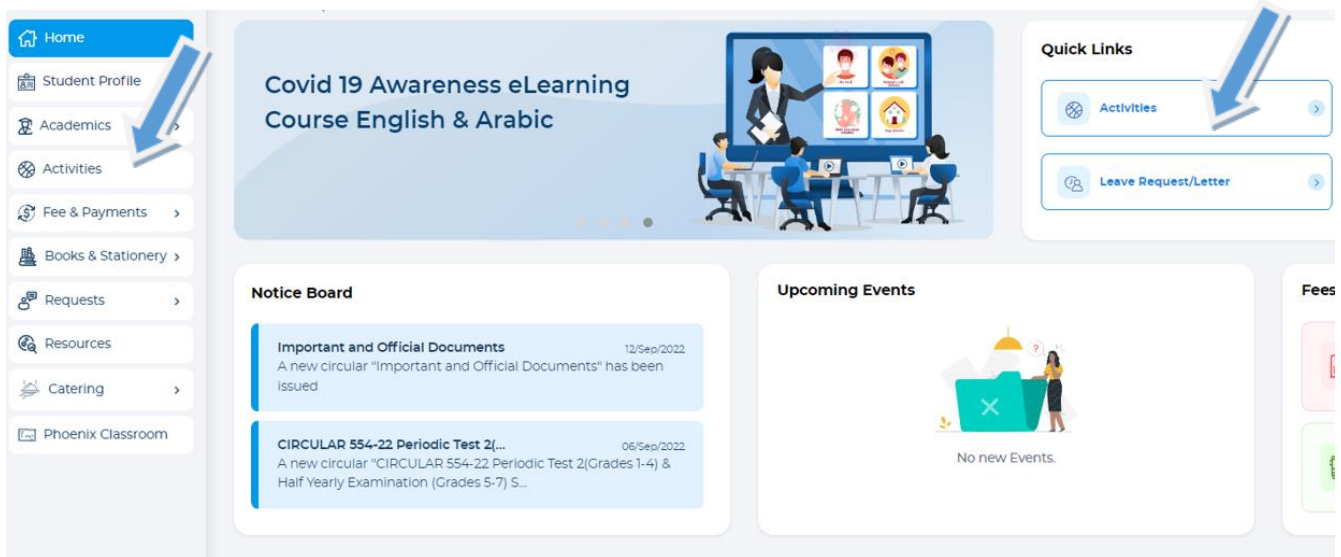 Home
Student Profile
Academics
Activities
Fee & Payments
Books & Stationery
Requests
Resources
Catering
Phoenix Classroom
Covid 19 Awareness eLearning
Course English & Arabic
Quick Links
Activities
Leave Request/Letter
Notice Board
Important and Official Documents 12/Sep/2022
A new circular "Important and Official Documents" has been
issued
CIRCULAR 554-22 Periodic Test 2(... 06/Sep/2022
A new circular "CIRCULAR 554-22 Periodic Test 2(Grades 1-4) &
Half Yearly Examination (Grades 5-7) S...
Upcoming Events
No new Events.
Fees